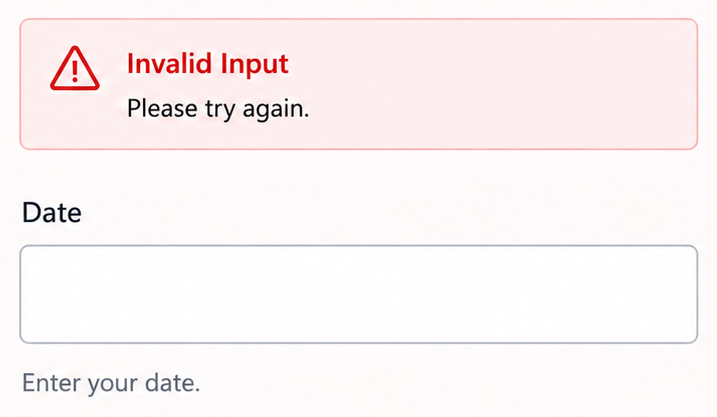 Invalid Input
Please try again.
Date
Enter your date.